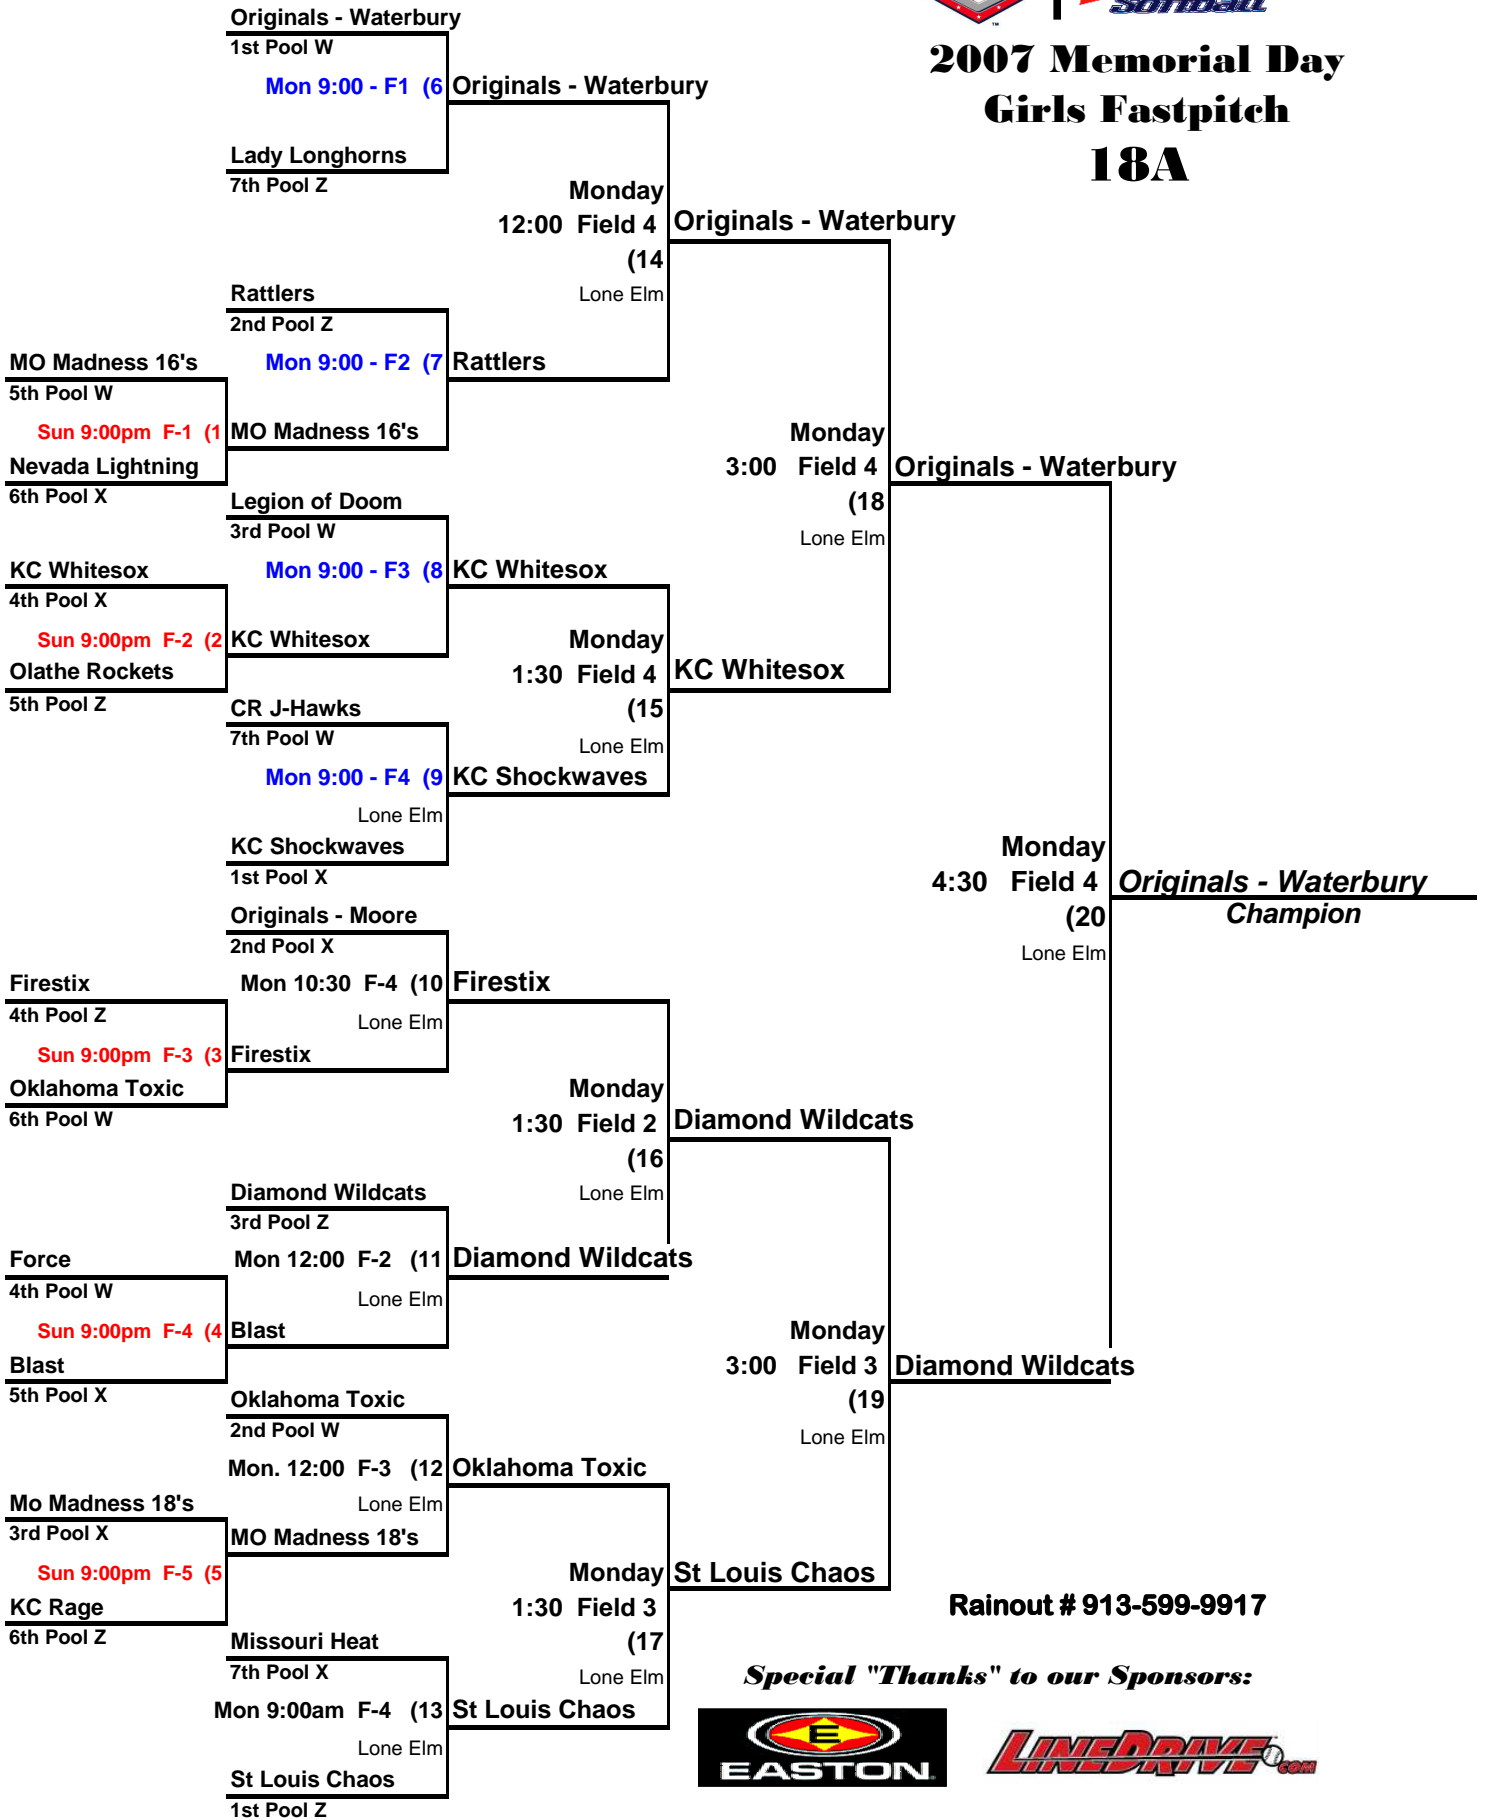 Softball
2007 Memorial Day
Girls Fastpitch
18A
Originals - Waterbury
1st Pool W
Mon 9:00 - F1 (6
Originals - Waterbury
Lady Longhorns
7th Pool Z
Monday
12:00 Field 4
(14
Lone Elm
Originals - Waterbury
Rattlers
2nd Pool Z
MO Madness 16's
5th Pool W
Mon 9:00 - F2 (7
Rattlers
Sun 9:00pm F-1 (1
MO Madness 16's
Nevada Lightning
6th Pool X
Monday
3:00 Field 4
(18
Lone Elm
Originals - Waterbury
Legion of Doom
3rd Pool W
KC Whitesox
4th Pool X
Mon 9:00 - F3 (8
KC Whitesox
Sun 9:00pm F-2 (2
KC Whitesox
Olathe Rockets
5th Pool Z
Monday
1:30 Field 4
(15
Lone Elm
KC Whitesox
CR J-Hawks
7th Pool W
Mon 9:00 - F4 (9
Lone Elm
KC Shockwaves
KC Shockwaves
1st Pool X
Monday
4:30 Field 4
(20
Lone Elm
Originals - Waterbury
Champion
Originals - Moore
2nd Pool X
Firestix
4th Pool Z
Mon 10:30 F-4 (10
Lone Elm
Firestix
Sun 9:00pm F-3 (3
Firestix
Oklahoma Toxic
6th Pool W
Monday
1:30 Field 2
(16
Lone Elm
Diamond Wildcats
Diamond Wildcats
3rd Pool Z
Force
4th Pool W
Mon 12:00 F-2 (11
Lone Elm
Diamond Wildcats
Sun 9:00pm F-4 (4
Blast
Blast
5th Pool X
Monday
3:00 Field 3
(19
Lone Elm
Diamond Wildcats
Oklahoma Toxic
2nd Pool W
Mon. 12:00 F-3 (12
Lone Elm
Oklahoma Toxic
Mo Madness 18's
3rd Pool X
MO Madness 18's
Sun 9:00pm F-5 (5
KC Rage
6th Pool Z
Monday
1:30 Field 3
(17
Lone Elm
St Louis Chaos
Missouri Heat
7th Pool X
Mon 9:00am F-4 (13
Lone Elm
St Louis Chaos
St Louis Chaos
1st Pool Z
Rainout # 913-599-9917
Special "Thanks" to our Sponsors:
E
EASTON
LINEDRIVE.COM